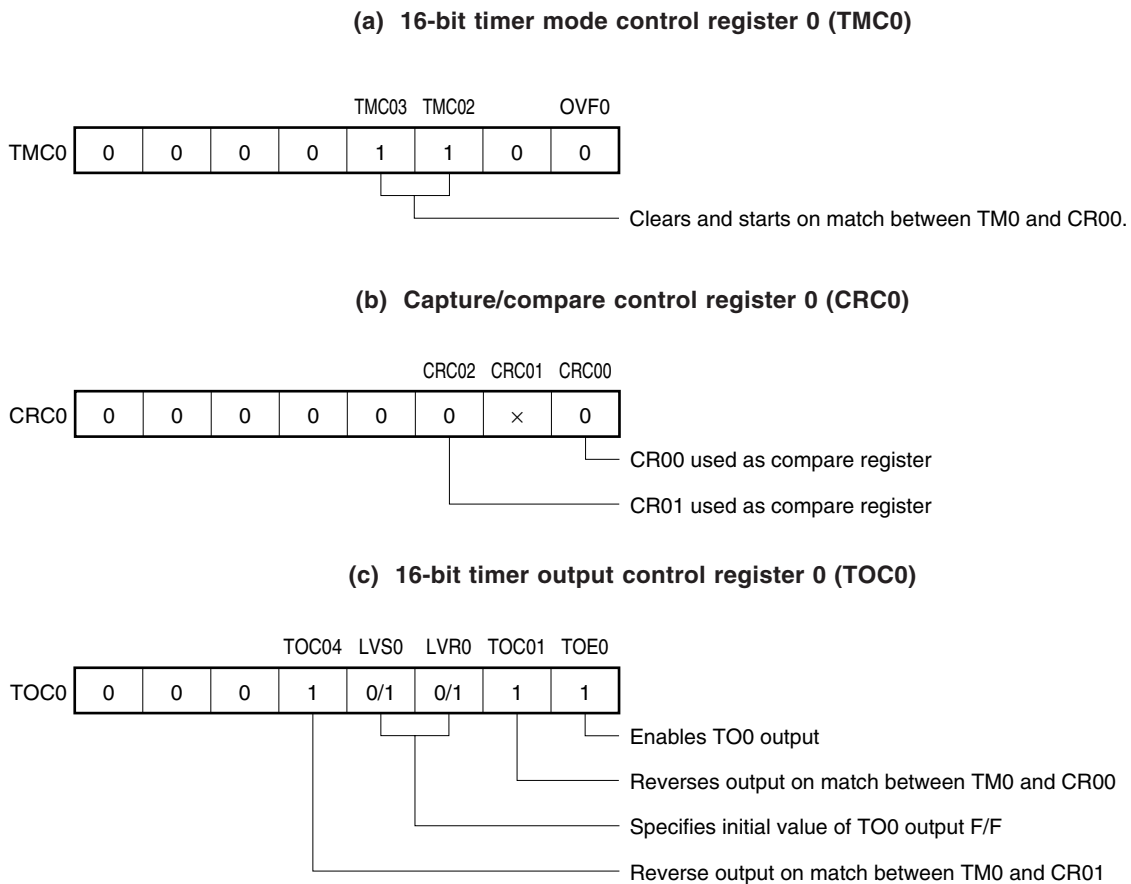 (a) 16-bit timer mode control register 0 (TMC0)
TMC03 TMC02 OVF0
TMC0 0 0 0 0 1 1 0 0
Clears and starts on match between TM0 and CR00.
(b) Capture/compare control register 0 (CRC0)
CRC02 CRC01 CRC00
CRC0 0 0 0 0 0 0 × 0
CR00 used as compare register
CR01 used as compare register
(c) 16-bit timer output control register 0 (TOC0)
TOC04 LVS0 LVR0 TOC01 TOE0
TOC0 0 0 0 1 0/1 0/1 1 1
Enables TO0 output
Reverses output on match between TM0 and CR00
Specifies initial value of TO0 output F/F
Reverse output on match between TM0 and CR01